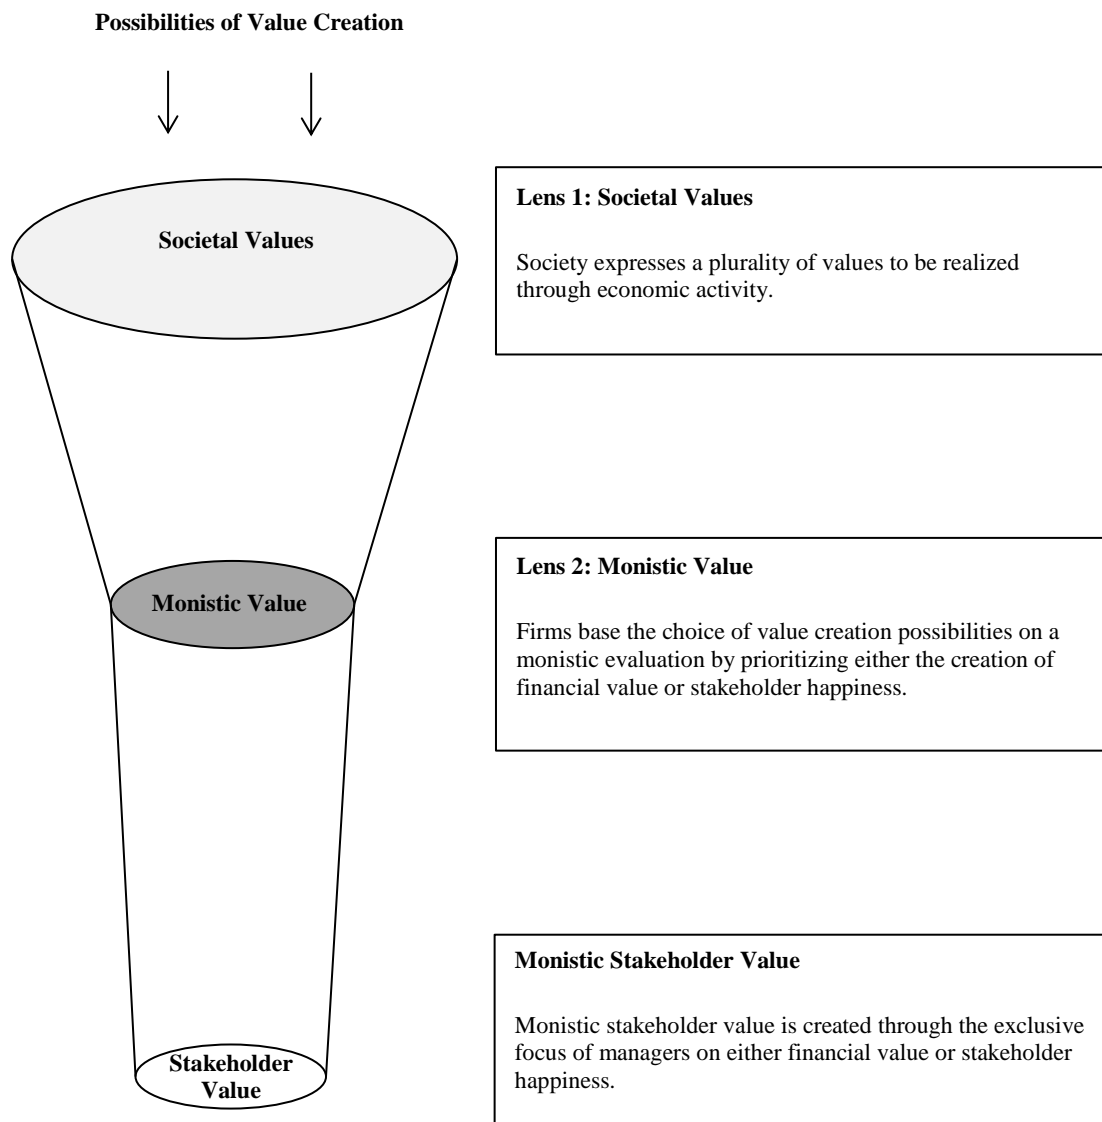 Possibilities of Value Creation
Societal Values
Lens 1: Societal Values
Society expresses a plurality of values to be realized
through economic activity.
Monistic Value
Lens 2: Monistic Value
Firms base the choice of value creation possibilities on a
monistic evaluation by prioritizing either the creation of
financial value or stakeholder happiness.
Stakeholder
Value
Monistic Stakeholder Value
Monistic stakeholder value is created through the exclusive
focus of managers on either financial value or stakeholder
happiness.